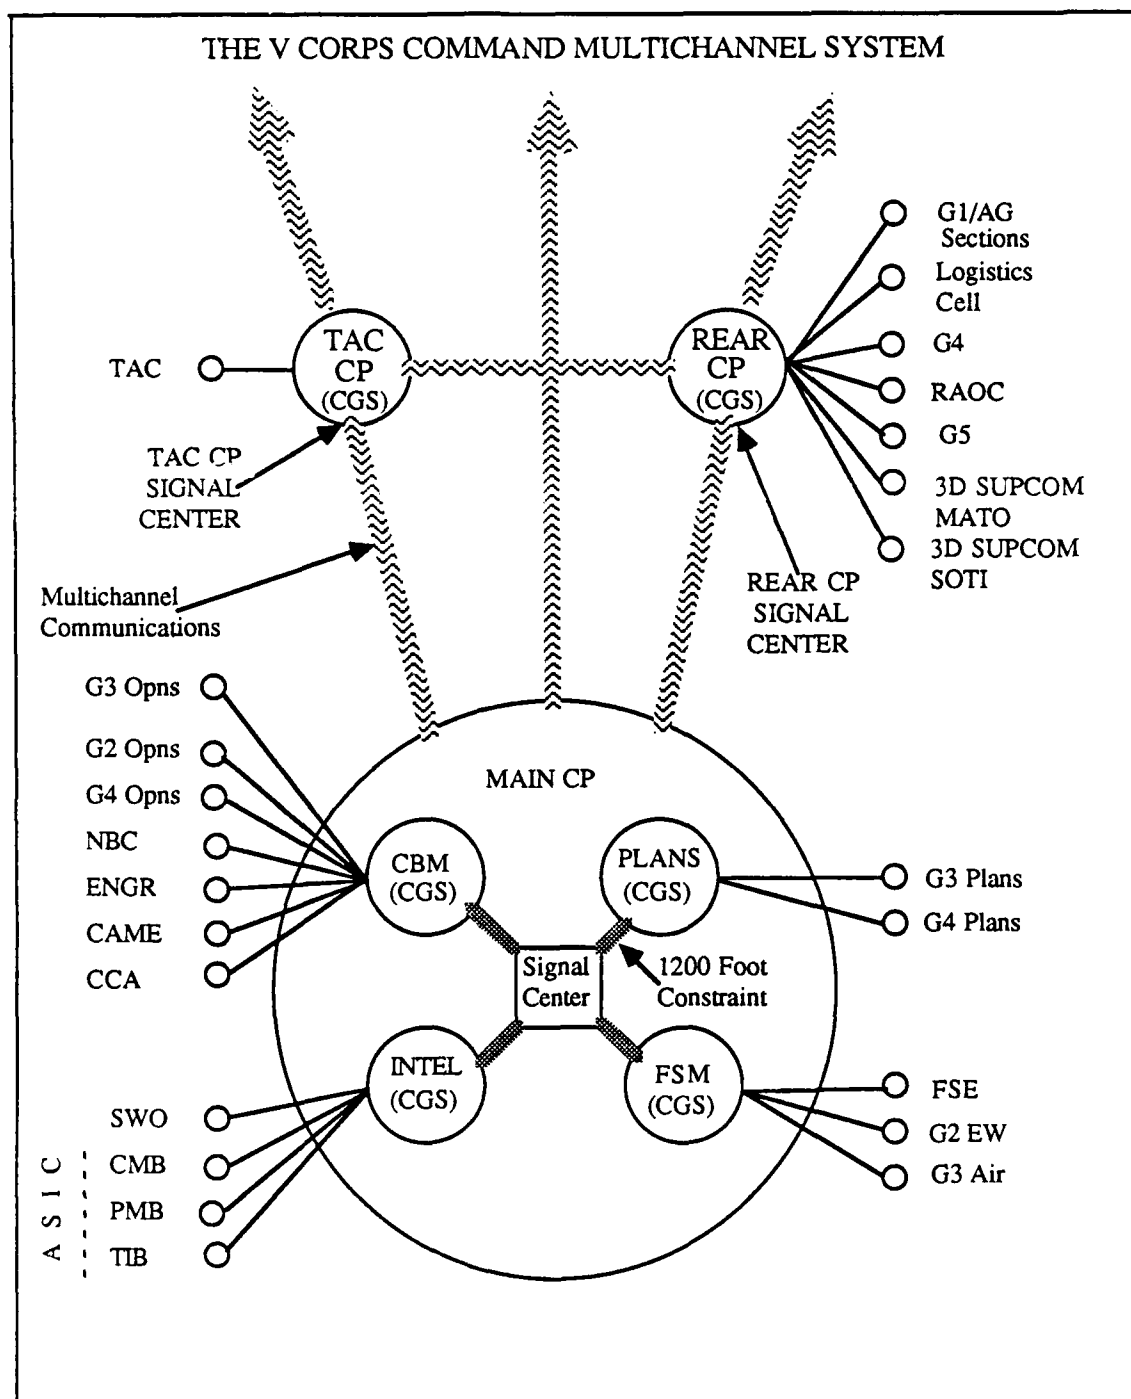 THE V CORPS COMMAND MULTICHANNEL SYSTEM
G1/AG
Sections
Logistics
Cell
G4
RAOC
G5
3D SUPCOM
MATO
3D SUPCOM
SOTI
TAC
CP
(CGS)
REAR
CP
(CGS)
TAC
TAC CP
SIGNAL
CENTER
REAR CP
SIGNAL
CENTER
Multichannel
Communications
G3 Opns
G2 Opns
G4 Opns
NBC
ENGR
CAME
CCA
MAIN CP
CBM
(CGS)
PLANS
(CGS)
G3 Plans
G4 Plans
Signal
Center
1200 Foot
Constraint
INTEL
(CGS)
FSM
(CGS)
FSE
G2 EW
G3 Air
SWO
CMB
PMB
TIB
ASIC